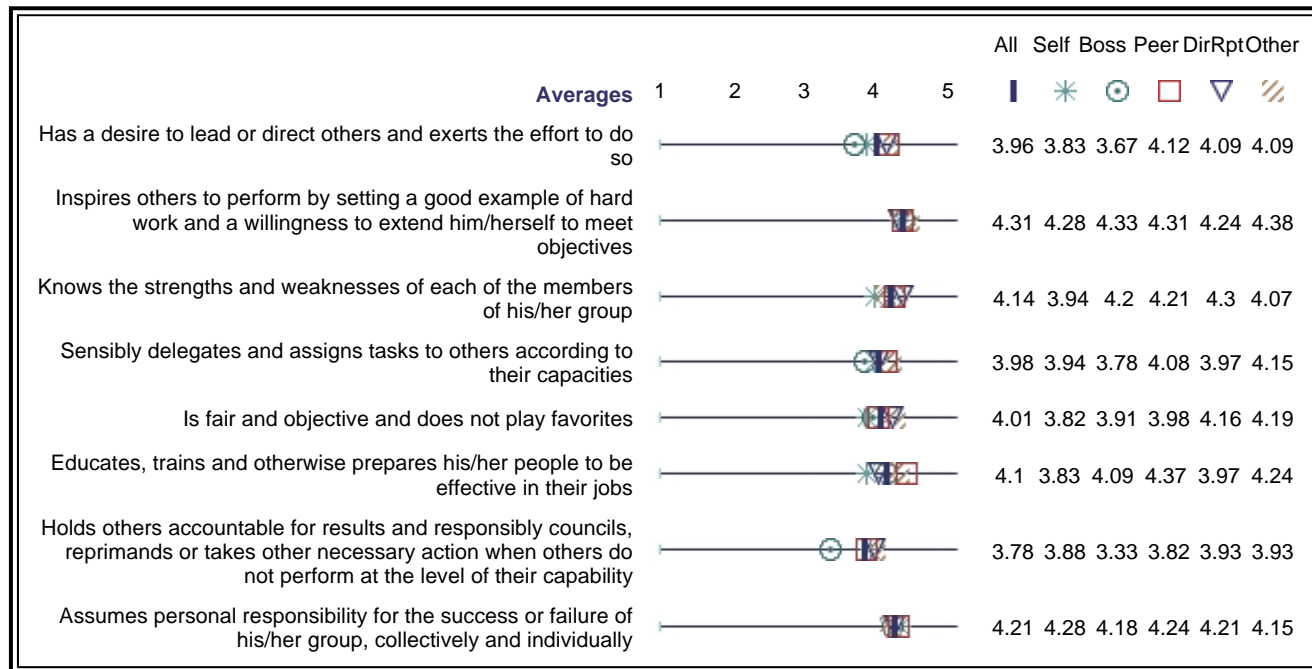 All Self Boss Peer DirRpt Other
Averages 1 2 3 4 5
Has a desire to lead or direct others and exerts the effort to do
so
3.96 3.83 3.67 4.12 4.09 4.09
Inspires others to perform by setting a good example of hard
work and a willingness to extend him/herself to meet
objectives
4.31 4.28 4.33 4.31 4.24 4.38
Knows the strengths and weaknesses of each of the members
of his/her group
4.14 3.94 4.2 4.21 4.3 4.07
Sensibly delegates and assigns tasks to others according to
their capacities
3.98 3.94 3.78 4.08 3.97 4.15
Is fair and objective and does not play favorites
4.01 3.82 3.91 3.98 4.16 4.19
Educates, trains and otherwise prepares his/her people to be
effective in their jobs
4.1 3.83 4.09 4.37 3.97 4.24
Holds others accountable for results and responsibly councils,
reprimands or takes other necessary action when others do
not perform at the level of their capability
3.78 3.88 3.33 3.82 3.93 3.93
Assumes personal responsibility for the success or failure of
his/her group, collectively and individually
4.21 4.28 4.18 4.24 4.21 4.15